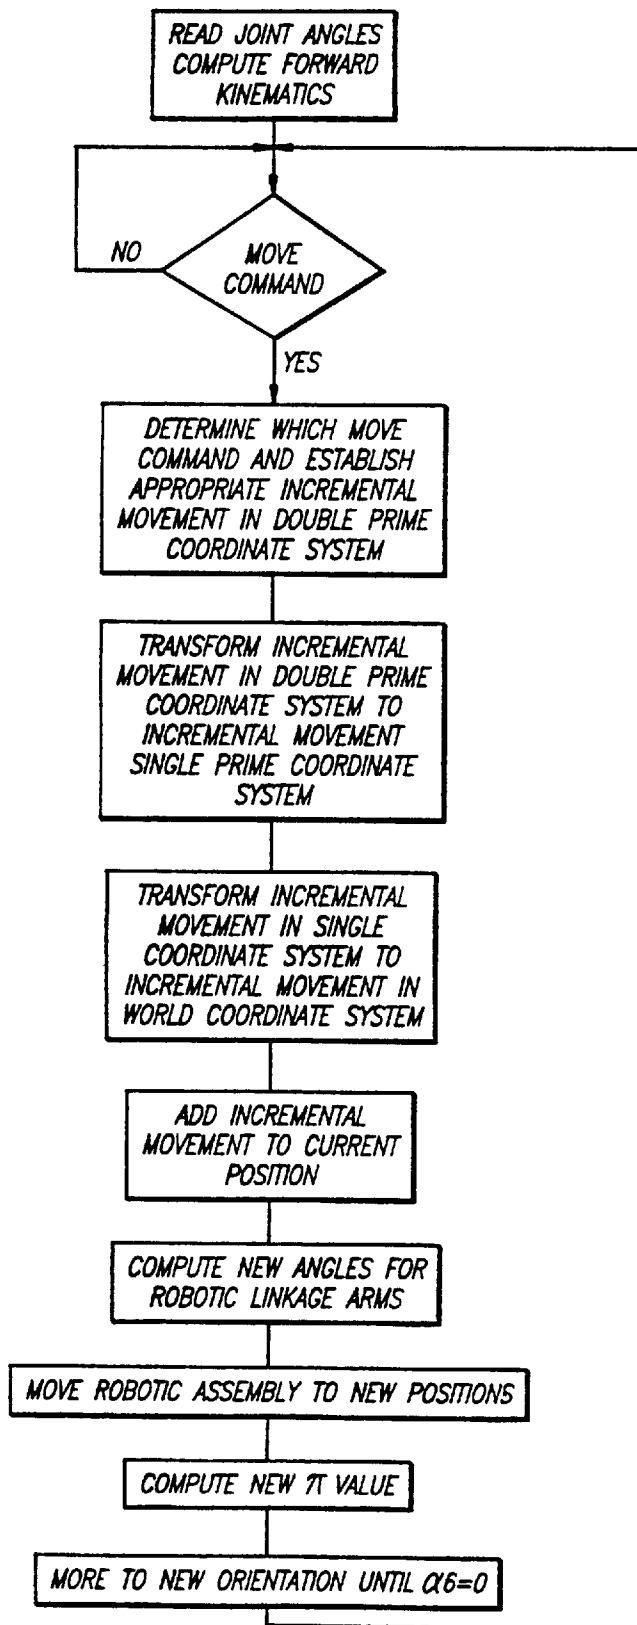 READ JOINT ANGLES
COMPUTE FORWARD
KINEMATICS
NO
MOVE
COMMAND
YES
DETERMINE WHICH MOVE
COMMAND AND ESTABLISH
APPROPRIATE INCREMENTAL
MOVEMENT IN DOUBLE PRIME
COORDINATE SYSTEM
TRANSFORM INCREMENTAL
MOVEMENT IN DOUBLE PRIME
COORDINATE SYSTEM TO
INCREMENTAL MOVEMENT
SINGLE PRIME COORDINATE
SYSTEM
TRANSFORM INCREMENTAL
MOVEMENT IN SINGLE
COORDINATE SYSTEM TO
INCREMENTAL MOVEMENT IN
WORLD COORDINATE SYSTEM
ADD INCREMENTAL
MOVEMENT TO CURRENT
POSITION
COMPUTE NEW ANGLES FOR
ROBOTIC LINKAGE ARMS
MOVE ROBOTIC ASSEMBLY TO NEW POSITIONS
COMPUTE NEW π VALUE
MORE TO NEW ORIENTATION UNTIL α6=0